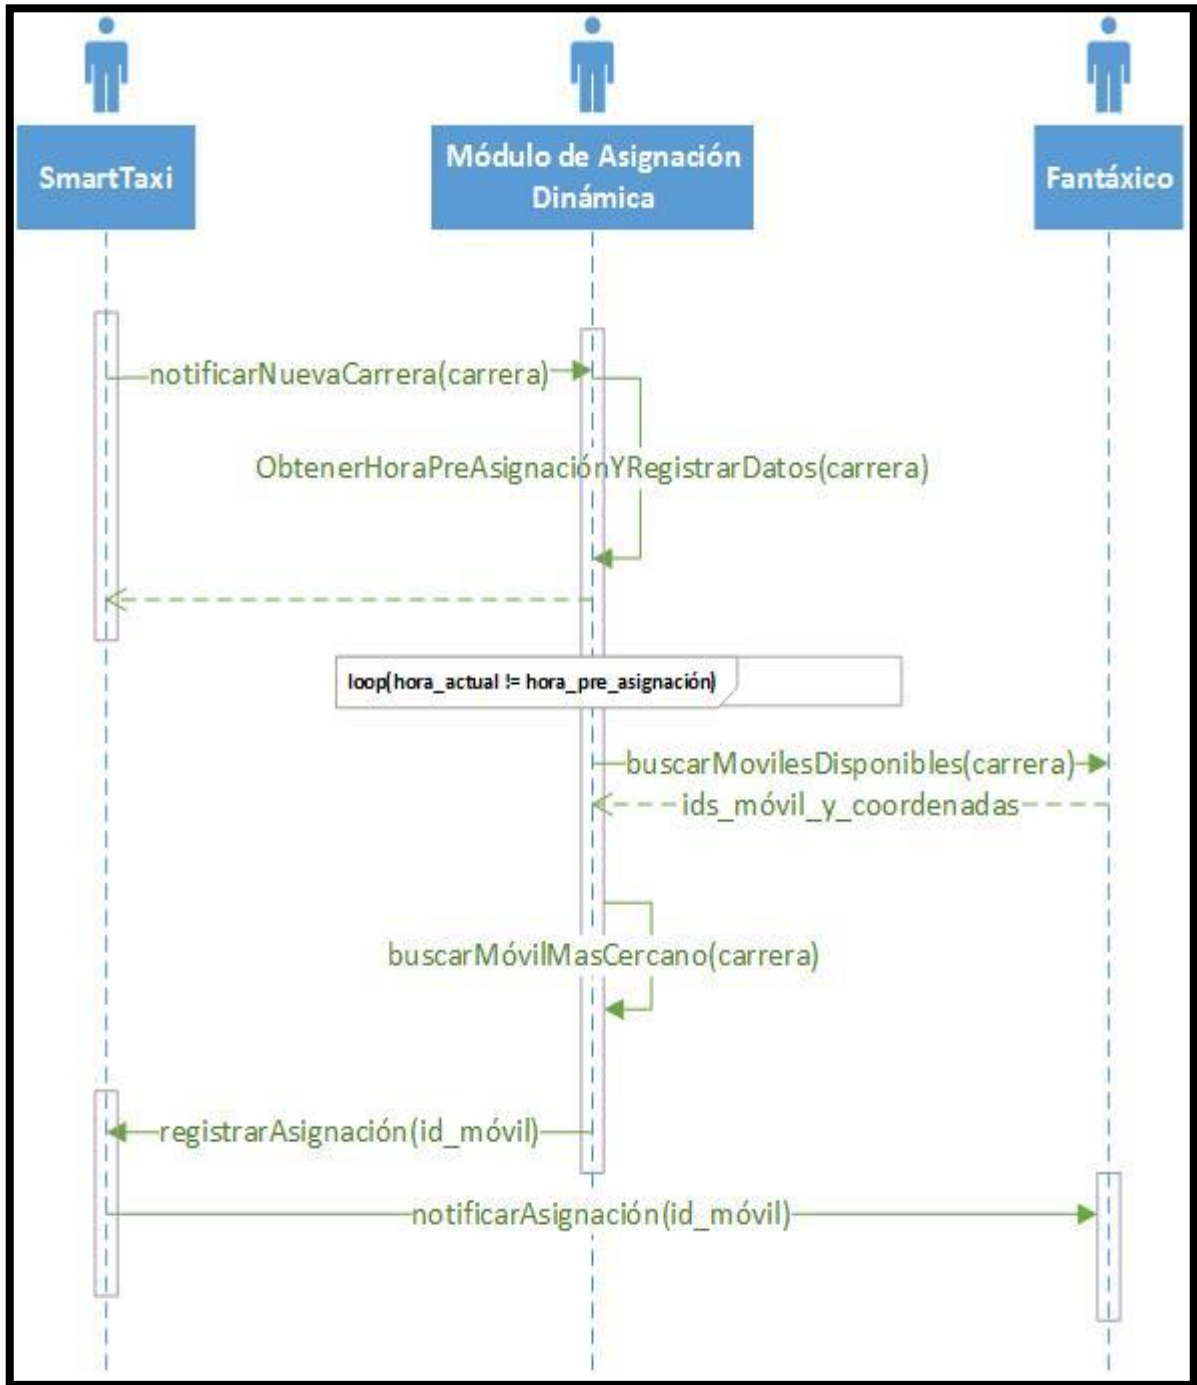 SmartTaxi
Módulo de Asignación
Dinámica
Fantáxico
notificarNuevaCarrera(carrera)
ObtenerHoraPreAsignaciónYRegistrarDatos(carrera)
loop(hora_actual != hora_pre_asignación)
buscarMovilesDisponibles(carrera)
ids_móvil_y_coordenadas
buscarMóvilMasCercano(carrera)
registrarAsignación(id_móvil)
notificarAsignación(id_móvil)